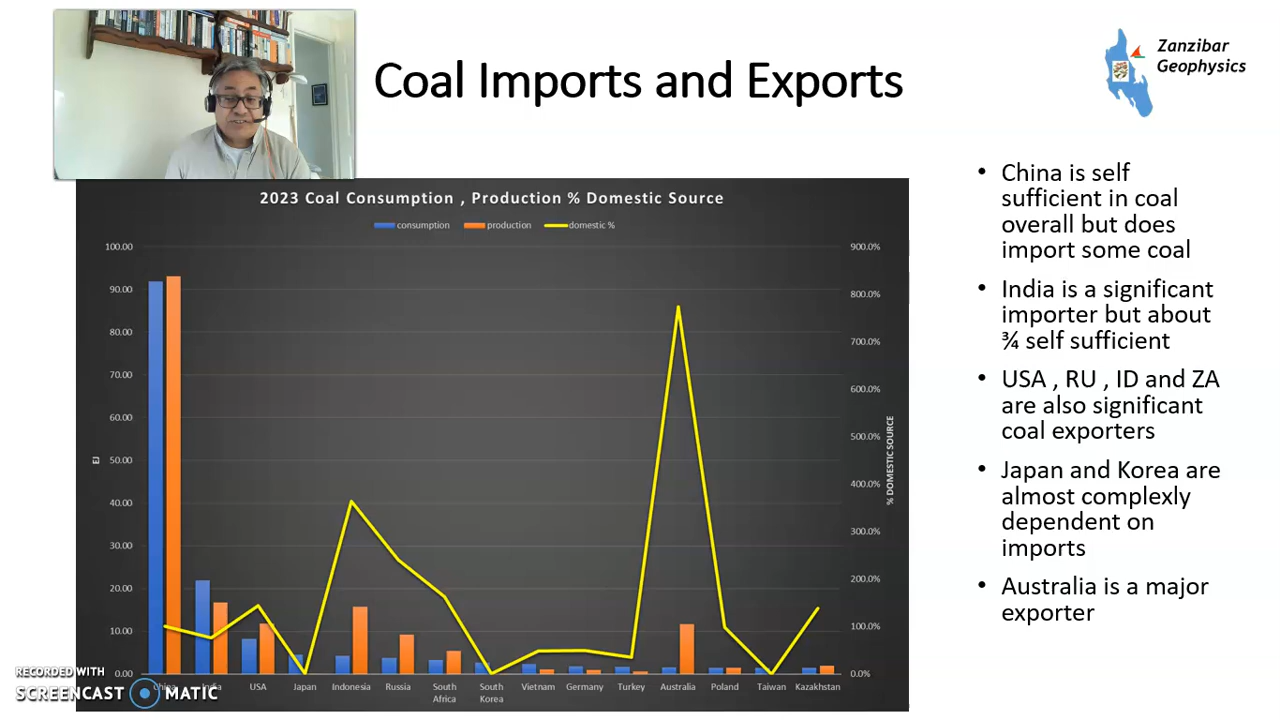 Coal Imports and Exports
Zanzibar
Geophysics
2023 Coal Consumption , Production % Domestic Source
consumption production domestic %
100.00
90.00
80.00
70.00
60.00
50.00
40.00
30.00
20.00
10.00
0.00
EJ
900.0%
800.0%
700.0%
600.0%
500.0%
400.0%
300.0%
200.0%
100.0%
0.0%
% DOMESTIC SOURCE
China India USA Japan Indonesia Russia South Africa South Korea Vietnam Germany Turkey Australia Poland Taiwan Kazakhstan
• China is self
sufficient in coal
overall but does
import some coal
• India is a significant
importer but about
¾ self sufficient
• USA , RU , ID and ZA
are also significant
coal exporters
• Japan and Korea are
almost complexly
dependent on
imports
• Australia is a major
exporter
RECORDED WITH
SCREENCAST MATIC